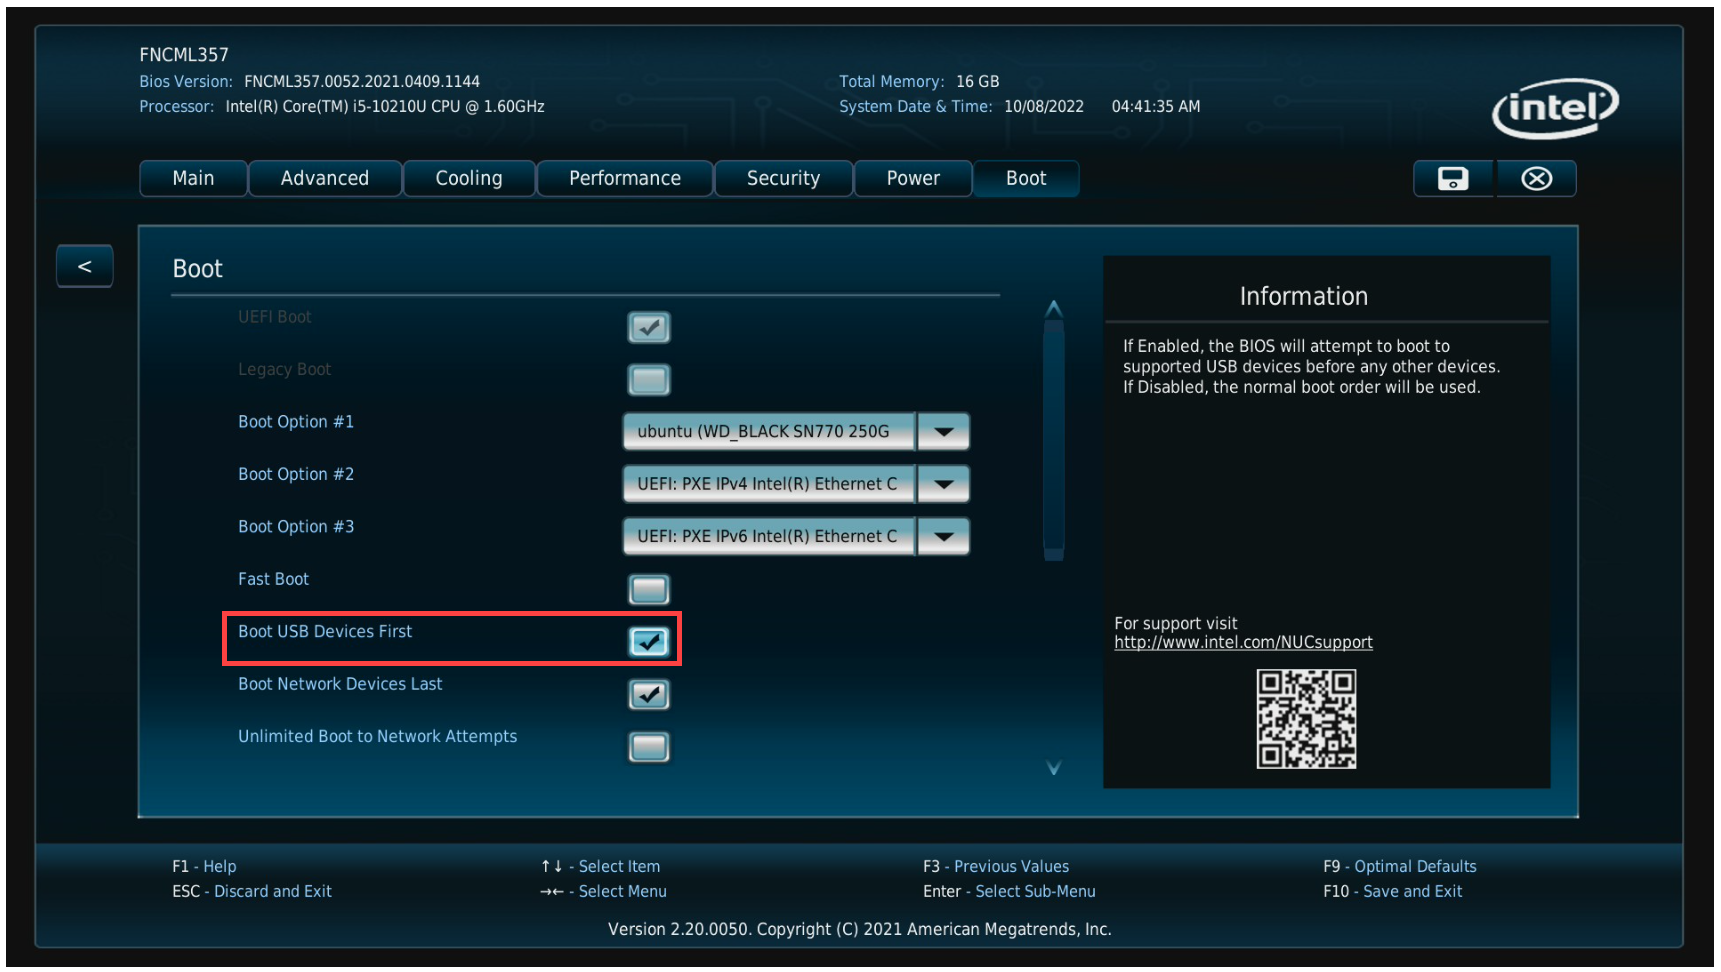 FNCML357
Bios Version: FNCML357.0052.2021.0409.1144
Total Memory: 16 GB
Processor: Intel(R) Core(TM) i5-10210U CPU @ 1.60GHz
System Date & Time: 10/08/2022 04:41:35 AM
intel
Main Advanced Cooling Performance Security Power Boot
<
Boot
Information
UEFI Boot
If Enabled, the BIOS will attempt to boot to
supported USB devices before any other devices.
If Disabled, the normal boot order will be used.
Legacy Boot
Boot Option #1 ubuntu (WD_BLACK SN770 250G
Boot Option #2 UEFI: PXE IPv4 Intel(R) Ethernet C
Boot Option #3 UEFI: PXE IPv6 Intel(R) Ethernet C
Fast Boot
Boot USB Devices First
Boot Network Devices Last
Unlimited Boot to Network Attempts
For support visit
http://www.intel.com/NUCsupport
F1 - Help ↑↓ - Select Item F3 - Previous Values F9 - Optimal Defaults
ESC - Discard and Exit →← - Select Menu Enter - Select Sub-Menu F10 - Save and Exit
Version 2.20.0050. Copyright (C) 2021 American Megatrends, Inc.